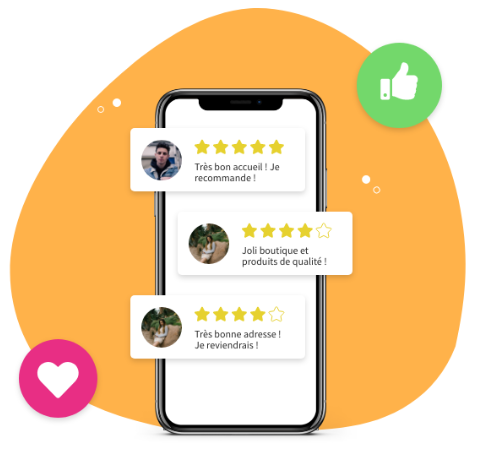 Très bon accueil ! Je
recommande !
Joli boutique et
produits de qualité !
Très bonne adresse !
Je reviendrais !